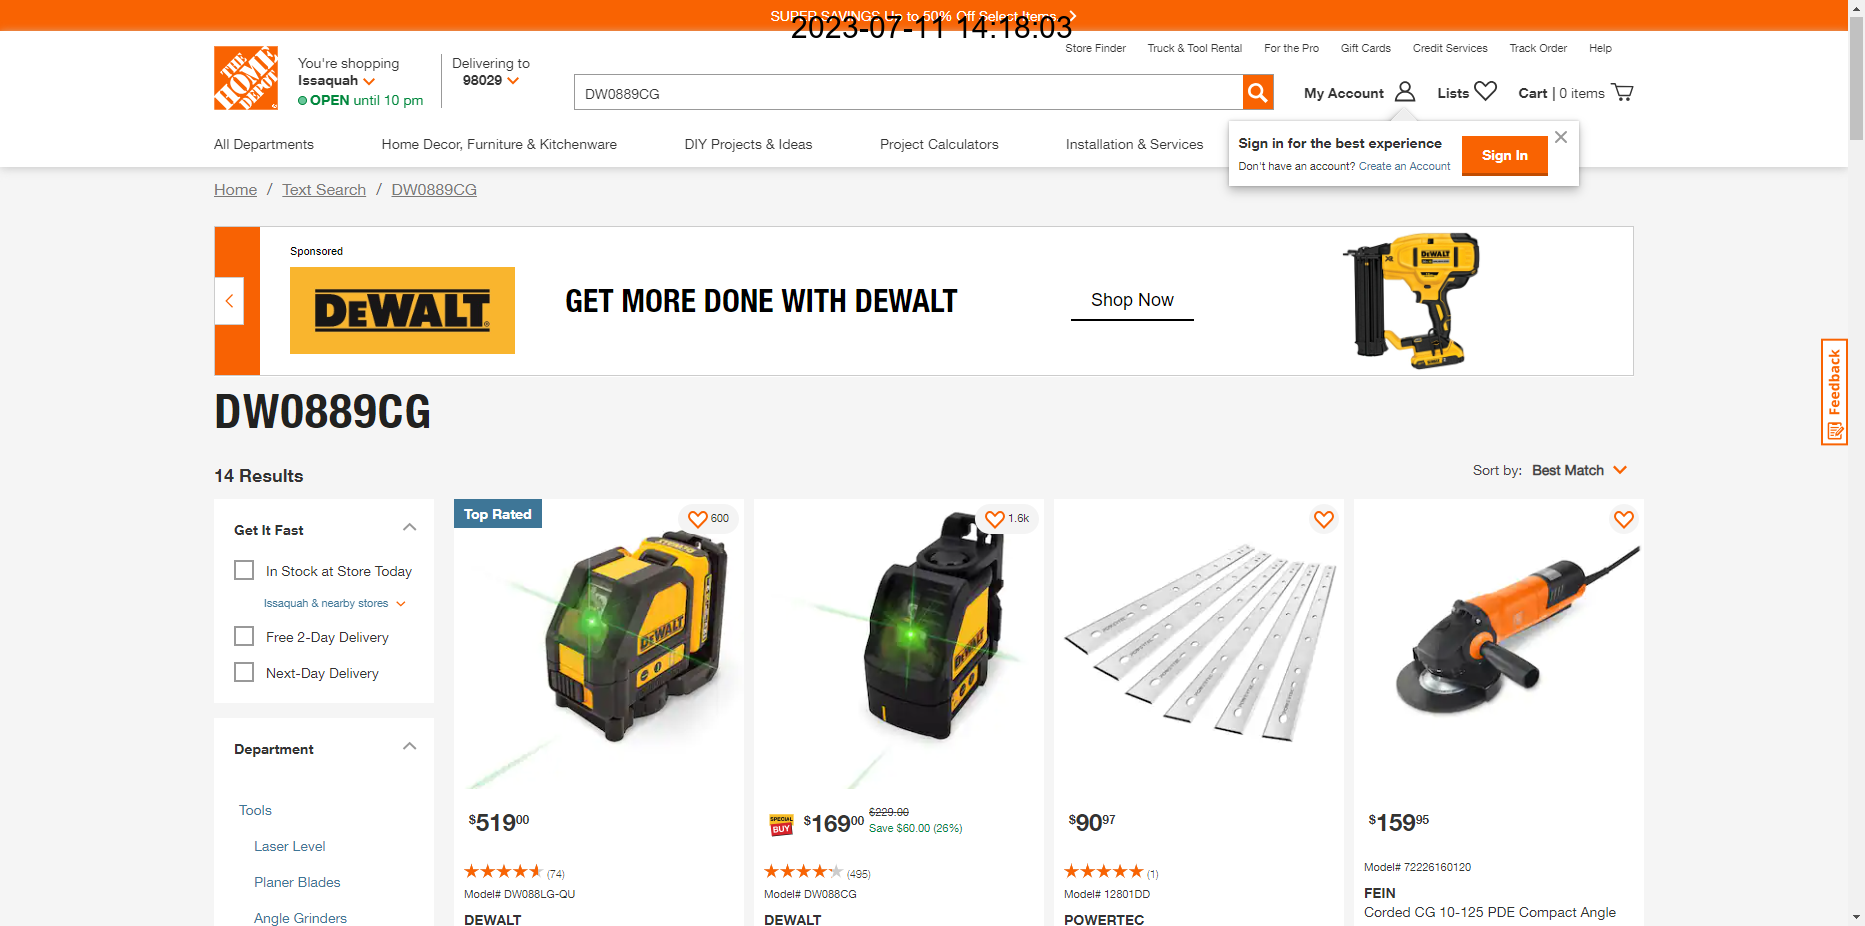 SUPER SAVINGS Up to 50% Off Select Items
2023-07-11 14:18:03
Store Finder Truck & Tool Rental For the Pro Gift Cards Credit Services Track Order Help
THE HOME DEPOT
You're shopping
Issaquah
OPEN until 10 pm
Delivering to
98029
DW0889CG
My Account
Lists
Cart | 0 items
All Departments Home Decor, Furniture & Kitchenware DIY Projects & Ideas Project Calculators Installation & Services
Sign in for the best experience
Don't have an account? Create an Account
Sign In
Home / Text Search / DW0889CG
Sponsored
DEWALT
GET MORE DONE WITH DEWALT
Shop Now
DEWALT
Feedback
DW0889CG
14 Results
Sort by: Best Match
Get It Fast
In Stock at Store Today
Issaquah & nearby stores
Free 2-Day Delivery
Next-Day Delivery
Department
Tools
Laser Level
Planer Blades
Angle Grinders
Top Rated
600
DEWALT
$51900
(74)
Model# DW088LG-QU
DEWALT
1.6k
DEWALT
SPECIAL BUY
$16900
$229.00
Save $60.00 (26%)
(495)
Model# DW088CG
DEWALT
$9097
(1)
Model# 12801DD
POWERTEC
$15995
Model# 72226160120
FEIN
Corded CG 10-125 PDE Compact Angle